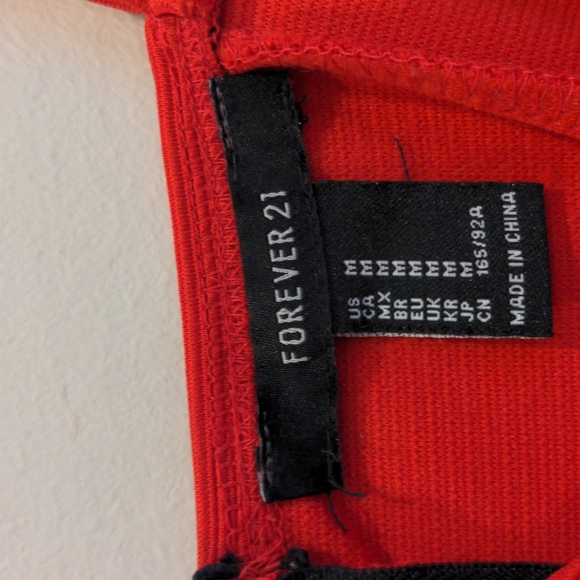 FOREVER 21
US M
CA M
MX M
BR M
EU M
UK M
KR M
JP M
CN 165/92A
MADE IN CHINA